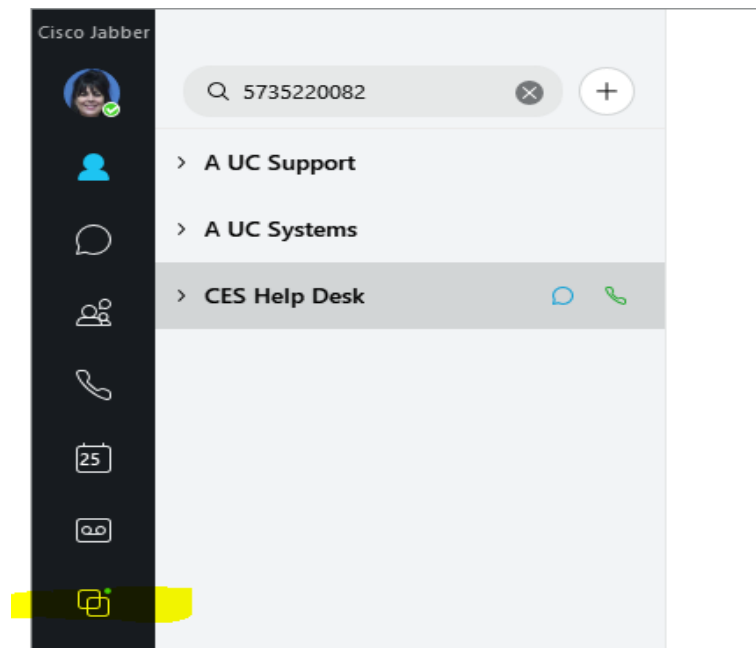 Cisco Jabber
5735220082
A UC Support
A UC Systems
CES Help Desk
25